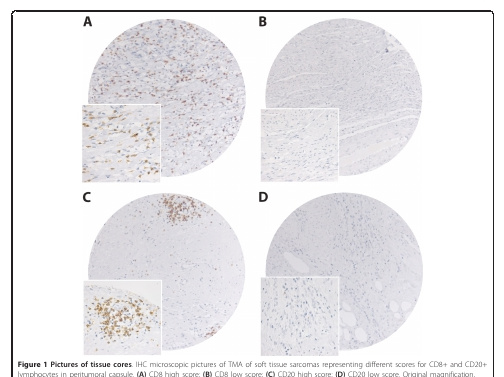 A
B
C
D
Figure 1 Pictures of tissue cores. IHC microscopic pictures of TMA of soft tissue sarcomas representing different scores for CD8+ and CD20+
lymphocytes in peritumoral capsule. (A) CD8 high score; (B) CD8 low score; (C) CD20 high score; (D) CD20 low score. Original magnification,